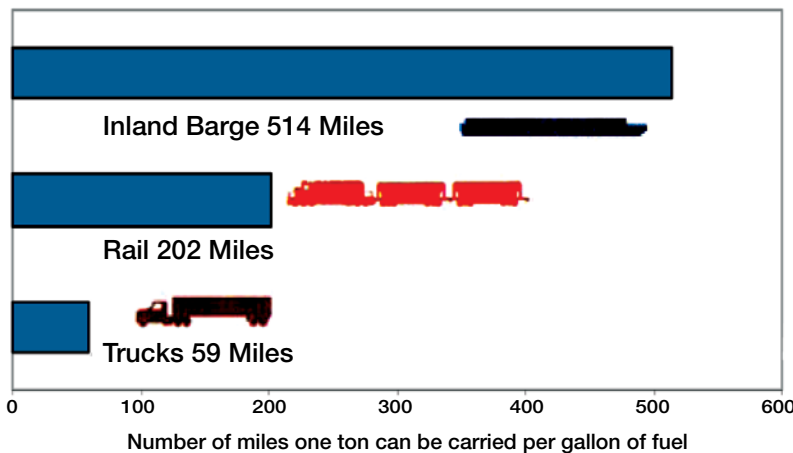 Inland Barge 514 Miles
Rail 202 Miles
Trucks 59 Miles
0 100 200 300 400 500 600
Number of miles one ton can be carried per gallon of fuel